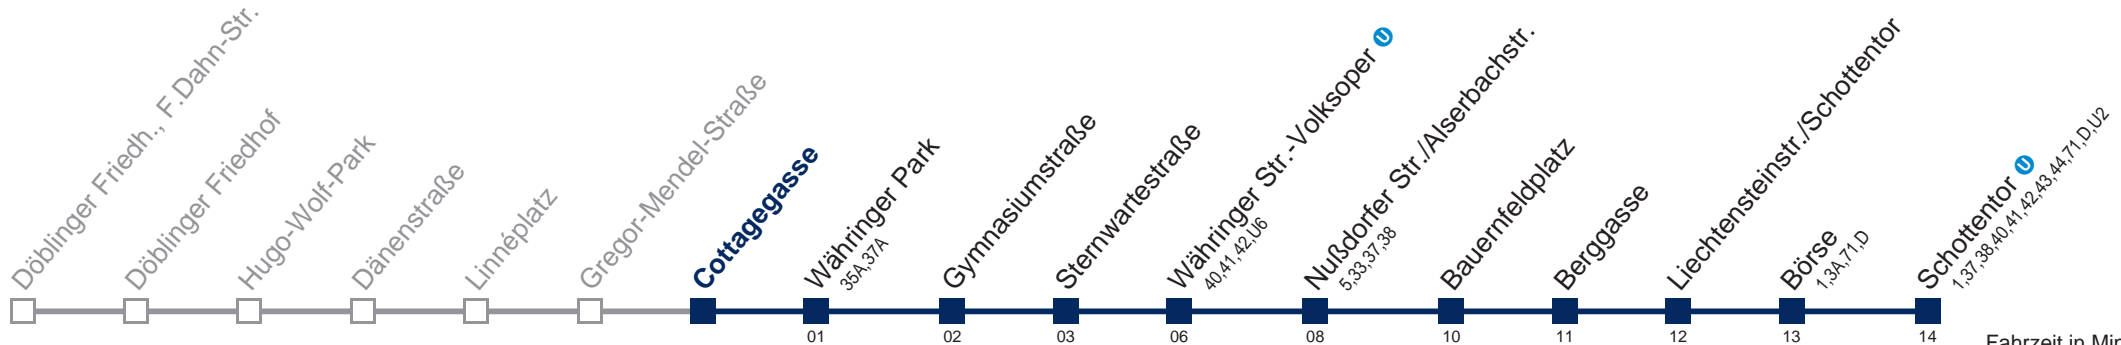 Döblinger Friedh., F.Dahn-Str.
Döblinger Friedhof
Hugo-Wolf-Park
Dänenstraße
Linnéplatz
Gregor-Mendel-Straße
Cottagegasse
Währinger Park
35A,37A
Gymnasiumstraße
Sternwartestraße
Währinger Str.-Volksoper U
40,41,42,U6
Nußdorfer Str./Alserbachstr.
5,33,37,38
Bauernfeldplatz
Berggasse
Liechtensteinstr./Schottentor
Börse
1,3A,71,D
Schottentor U
1,37,38,40,41,42,43,44,71,D,U2
01 02 03 06 08 10 11 12 13 14
Fahrzeit in Min